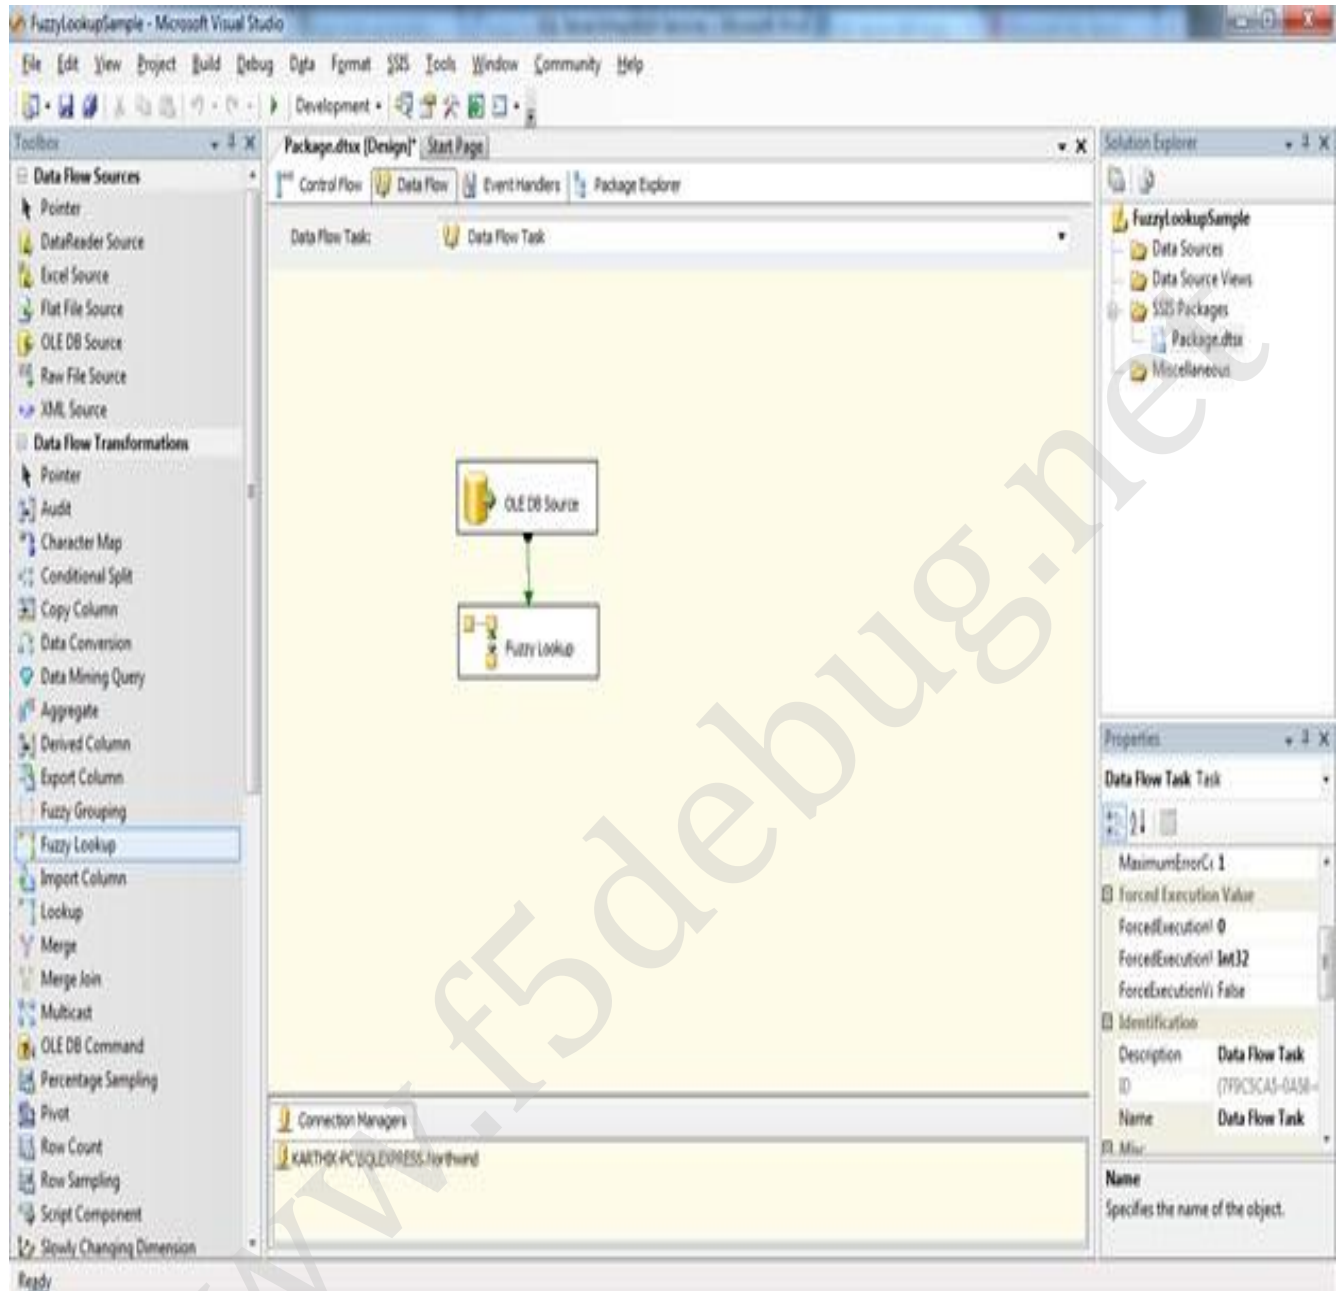 FuzzyLookupSample - Microsoft Visual Studio
File Edit View Project Build Debug Data Format SSIS Tools Window Community Help
Development
Toolbox
Data Flow Sources
Pointer
DataReader Source
Excel Source
Flat File Source
OLE DB Source
Raw File Source
XML Source
Data Flow Transformations
Pointer
Audit
Character Map
Conditional Split
Copy Column
Data Conversion
Data Mining Query
Aggregate
Derived Column
Export Column
Fuzzy Grouping
Fuzzy Lookup
Import Column
Lookup
Merge
Merge Join
Multicast
OLE DB Command
Percentage Sampling
Pivot
Row Count
Row Sampling
Script Component
Slowly Changing Dimension
Package.dtsx [Design]* Start Page
Control Flow Data Flow Event Handlers Package Explorer
Data Flow Task: Data Flow Task
OLE DB Source
Fuzzy Lookup
Connection Managers
KARTHIK-PC\SQLEXPRESS.Northwind
Solution Explorer
FuzzyLookupSample
Data Sources
Data Source Views
SSIS Packages
Package.dtsx
Miscellaneous
Properties
Data Flow Task Task
MaximumErrorCo 1
Forced Execution Value
ForcedExecution 0
ForcedExecution Int32
ForceExecutionVa False
Identification
Description Data Flow Task
ID {7F9C5CA5-0A58-
Name Data Flow Task
Misc
Name
Specifies the name of the object.
Ready
www.f5debug.net